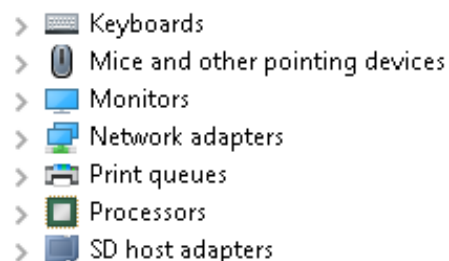 Keyboards
Mice and other pointing devices
Monitors
Network adapters
Print queues
Processors
SD host adapters